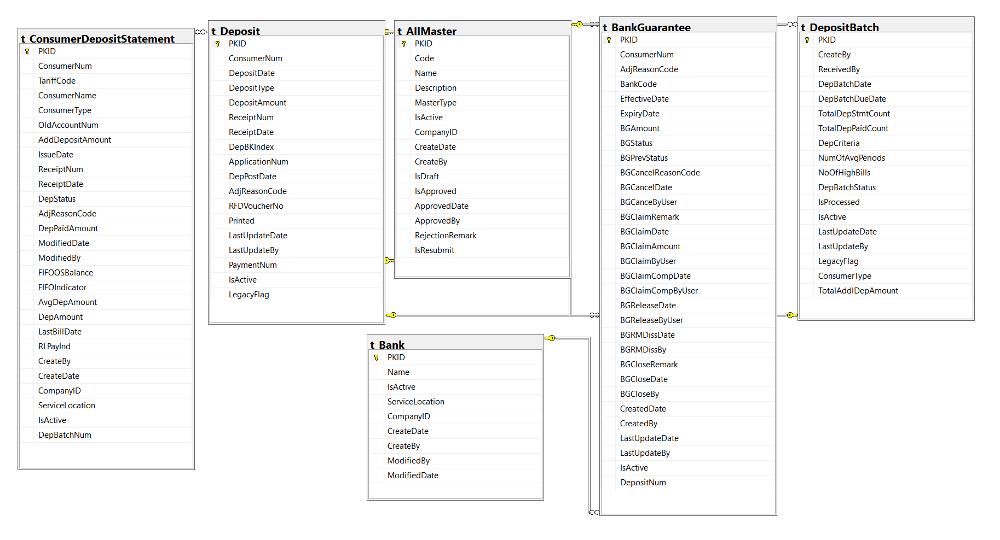 t_ConsumerDepositStatement
PKID
ConsumerNum
TariffCode
ConsumerName
ConsumerType
OldAccountNum
AddDepositAmount
IssueDate
ReceiptNum
ReceiptDate
DepStatus
AdjReasonCode
DepPaidAmount
ModifiedDate
ModifiedBy
FIFOOSBalance
FIFOIndicator
AvgDepAmount
DepAmount
LastBillDate
RLPayInd
CreateBy
CreateDate
CompanyID
ServiceLocation
IsActive
DepBatchNum
t_Deposit
PKID
ConsumerNum
DepositDate
DepositType
DepositAmount
ReceiptNum
ReceiptDate
DepBKIndex
ApplicationNum
DepPostDate
AdjReasonCode
RFDVoucherNo
Printed
LastUpdateDate
LastUpdateBy
PaymentNum
IsActive
LegacyFlag
t_AllMaster
PKID
Code
Name
Description
MasterType
IsActive
CompanyID
CreateDate
CreateBy
IsDraft
IsApproved
ApprovedDate
ApprovedBy
RejectionRemark
IsResubmit
t_Bank
PKID
Name
IsActive
ServiceLocation
CompanyID
CreateDate
CreateBy
ModifiedBy
ModifiedDate
t_BankGuarantee
PKID
ConsumerNum
AdjReasonCode
BankCode
EffectiveDate
ExpiryDate
BGAmount
BGStatus
BGPrevStatus
BGCancelReasonCode
BGCancelDate
BGCanceByUser
BGClaimRemark
BGClaimDate
BGClaimAmount
BGClaimByUser
BGClaimCompDate
BGClaimCompByUser
BGReleaseDate
BGReleaseByUser
BGRMDissDate
BGRMDissBy
BGCloseRemark
BGCloseDate
BGCloseBy
CreatedDate
CreatedBy
LastUpdateDate
LastUpdateBy
IsActive
DepositNum
t_DepositBatch
PKID
CreateBy
ReceivedBy
DepBatchDate
DepBatchDueDate
TotalDepStmtCount
TotalDepPaidCount
DepCriteria
NumOfAvgPeriods
NoOfHighBills
DepBatchStatus
IsProcessed
IsActive
LastUpdateDate
LastUpdateBy
LegacyFlag
ConsumerType
TotalAddlDepAmount